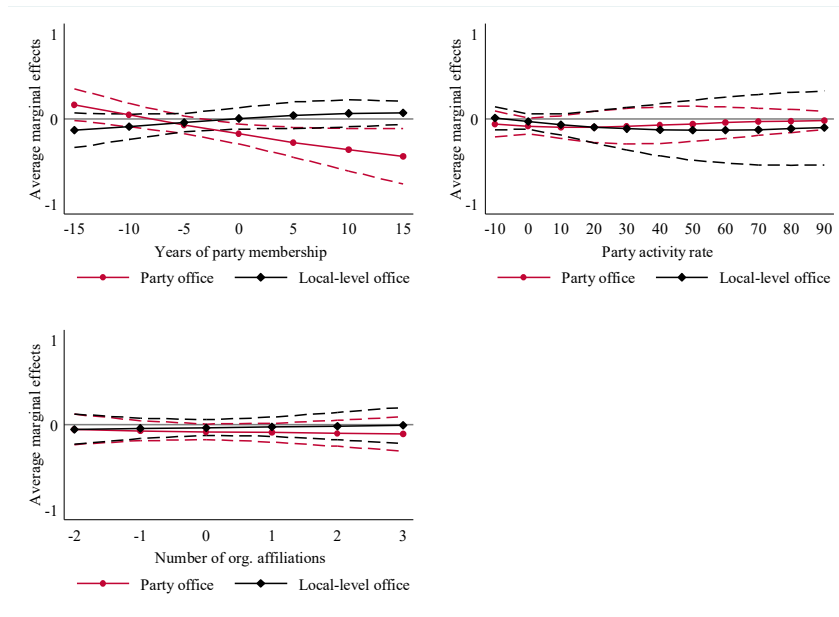 1
0
-1
Average marginal effects
-15 -10 -5 0 5 10 15
Years of party membership
Party office Local-level office
1
0
-1
Average marginal effects
-10 0 10 20 30 40 50 60 70 80 90
Party activity rate
Party office Local-level office
1
0
-1
Average marginal effects
-2 -1 0 1 2 3
Number of org. affiliations
Party office Local-level office